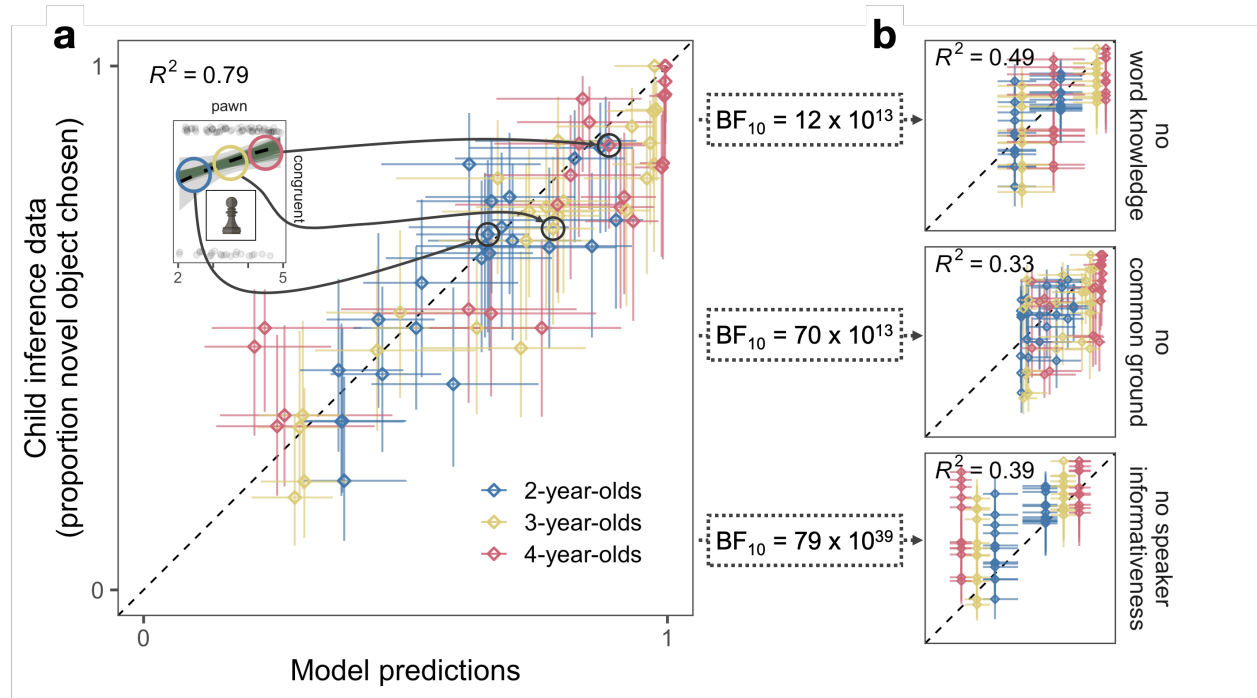 a
R² = 0.79
pawn
congruent
2
5
1
0
0
1
Child inference data
(proportion novel object chosen)
Model predictions
2-year-olds
3-year-olds
4-year-olds
BF₁₀ = 12 x 10¹³
BF₁₀ = 70 x 10¹³
BF₁₀ = 79 x 10³⁹
b
R² = 0.49
no
word knowledge
R² = 0.33
no
common ground
R² = 0.39
no speaker
informativeness